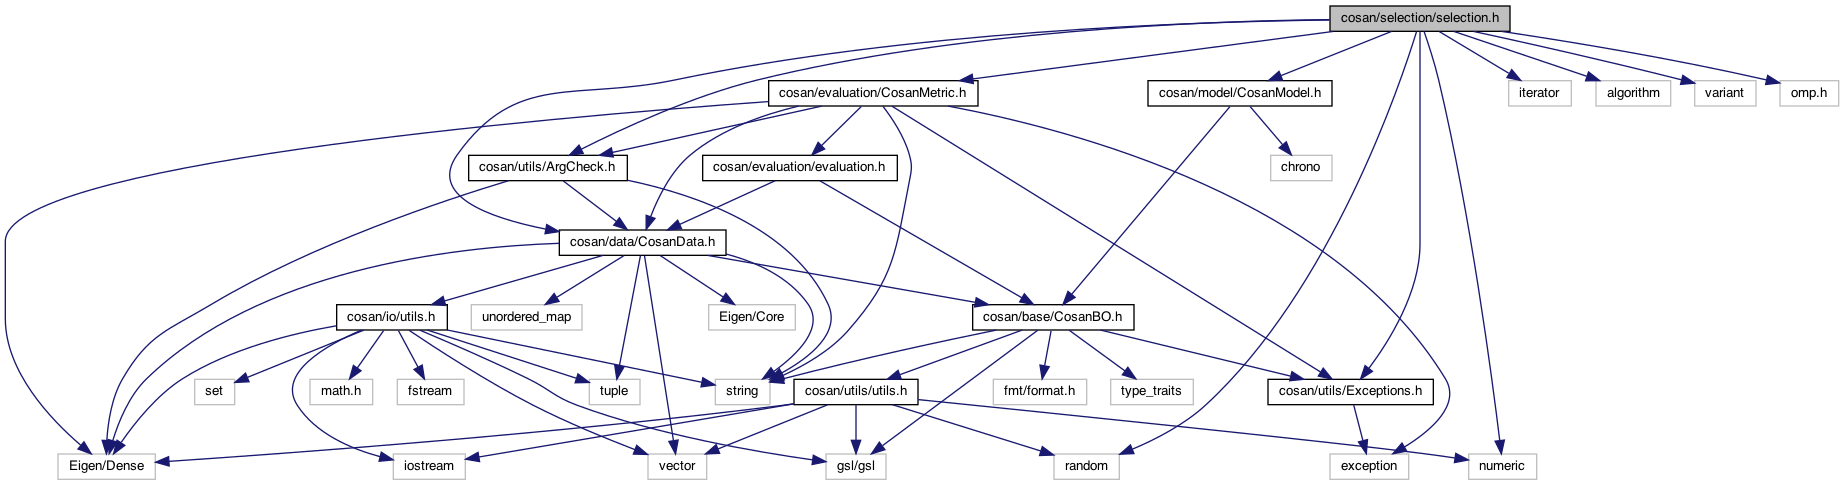 cosan/selection/selection.h
cosan/evaluation/CosanMetric.h
cosan/model/CosanModel.h
iterator
algorithm
variant
omp.h
cosan/utils/ArgCheck.h
cosan/evaluation/evaluation.h
chrono
cosan/data/CosanData.h
cosan/io/utils.h
unordered_map
Eigen/Core
cosan/base/CosanBO.h
set
math.h
fstream
tuple
string
cosan/utils/utils.h
fmt/format.h
type_traits
cosan/utils/Exceptions.h
Eigen/Dense
iostream
vector
gsl/gsl
random
exception
numeric